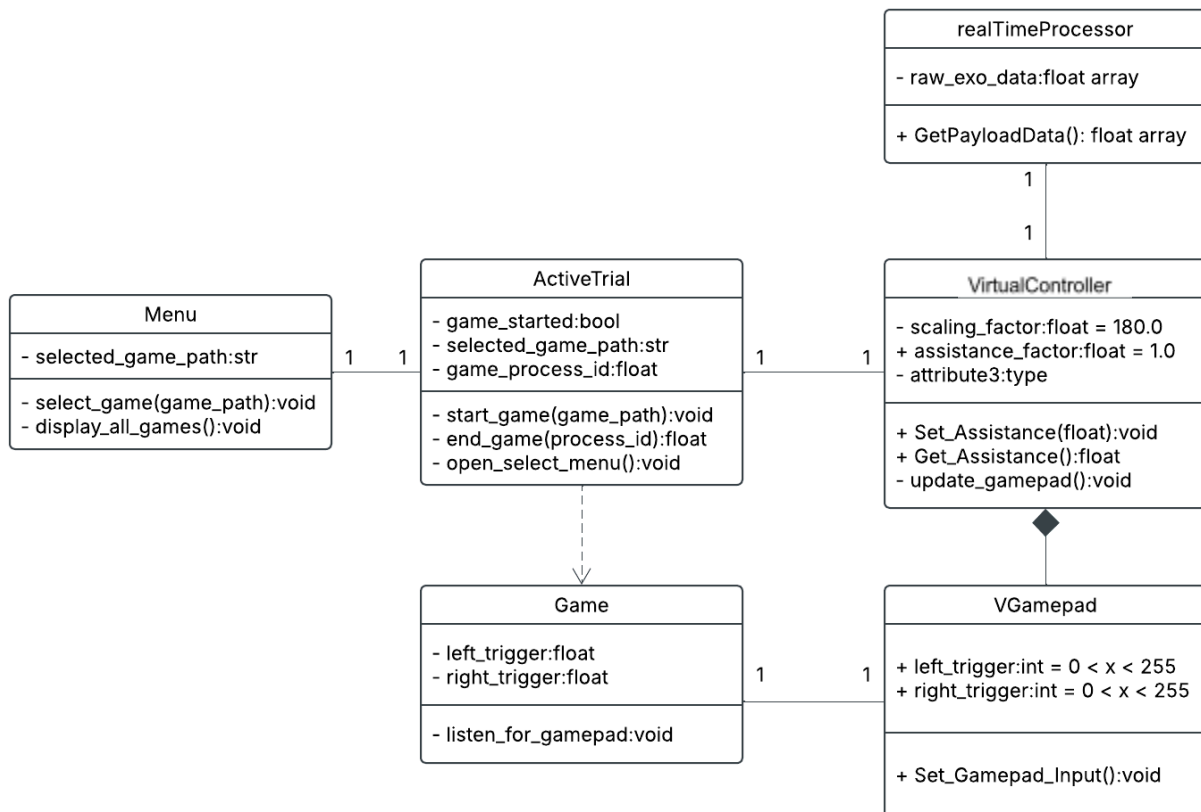 realTimeProcessor
- raw_exo_data:float array
+ GetPayloadData(): float array
1
1
Menu
- selected_game_path:str
- select_game(game_path):void
- display_all_games():void
1
1
ActiveTrial
- game_started:bool
- selected_game_path:str
- game_process_id:float
- start_game(game_path):void
- end_game(process_id):float
- open_select_menu():void
1
1
VirtualController
- scaling_factor:float = 180.0
+ assistance_factor:float = 1.0
- attribute3:type
+ Set_Assistance(float):void
+ Get_Assistance():float
- update_gamepad():void
Game
- left_trigger:float
- right_trigger:float
- listen_for_gamepad:void
1
1
VGamepad
+ left_trigger:int = 0 < x < 255
+ right_trigger:int = 0 < x < 255
+ Set_Gamepad_Input():void